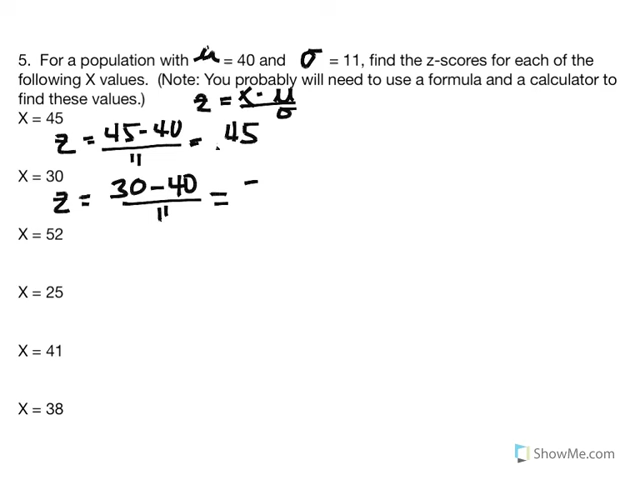 5. For a population with μ = 40 and σ = 11, find the z-scores for each of the
following X values. (Note: You probably will need to use a formula and a calculator to
find these values.) z = x - μ / σ
X = 45
z = 45 - 40 / 11 = .45
X = 30
z = 30 - 40 / 11 = -
X = 52
X = 25
X = 41
X = 38
ShowMe.com